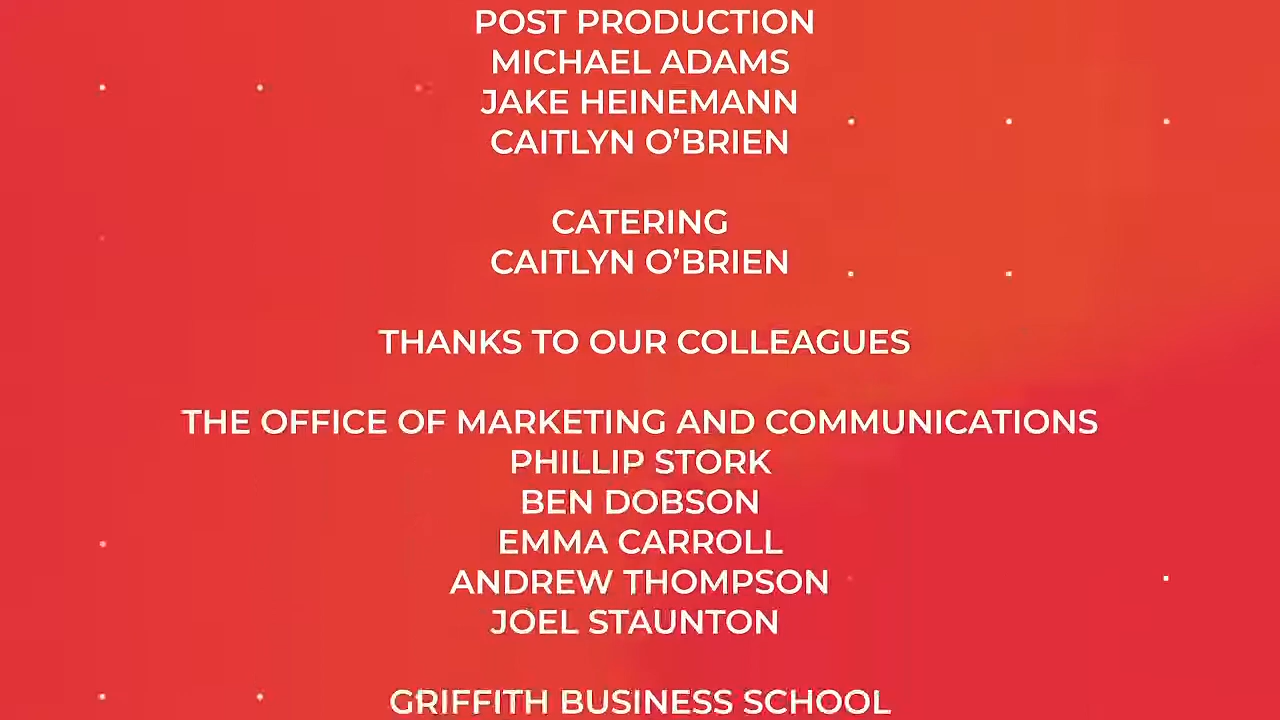 POST PRODUCTION
MICHAEL ADAMS
JAKE HEINEMANN
CAITLYN O’BRIEN
CATERING
CAITLYN O’BRIEN
THANKS TO OUR COLLEAGUES
THE OFFICE OF MARKETING AND COMMUNICATIONS
PHILLIP STORK
BEN DOBSON
EMMA CARROLL
ANDREW THOMPSON
JOEL STAUNTON
GRIFFITH BUSINESS SCHOOL